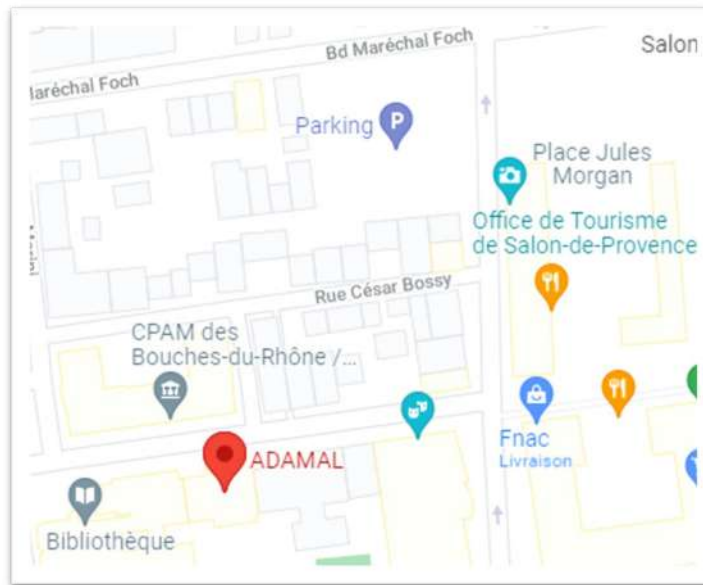 Bd Maréchal Foch
Salon
Maréchal Foch
Parking
P
Place Jules
Morgan
Office de Tourisme
de Salon-de-Provence
Rue César Bossy
CPAM des
Bouches-du-Rhône /...
Fnac
Livraison
ADAMAL
Bibliothèque